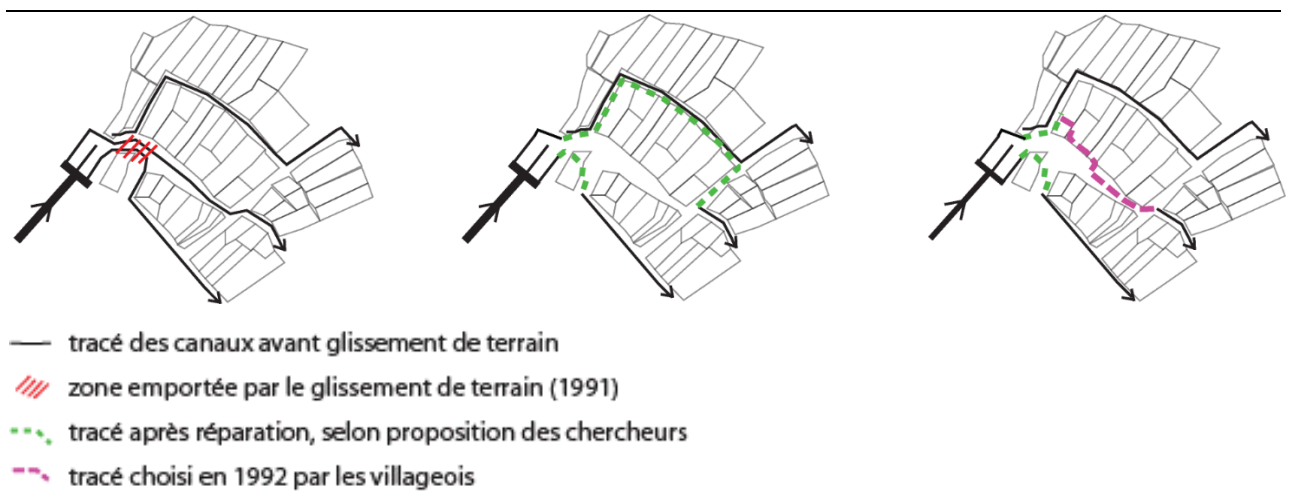 tracé des canaux avant glissement de terrain
zone emportée par le glissement de terrain (1991)
tracé après réparation, selon proposition des chercheurs
tracé choisi en 1992 par les villageois